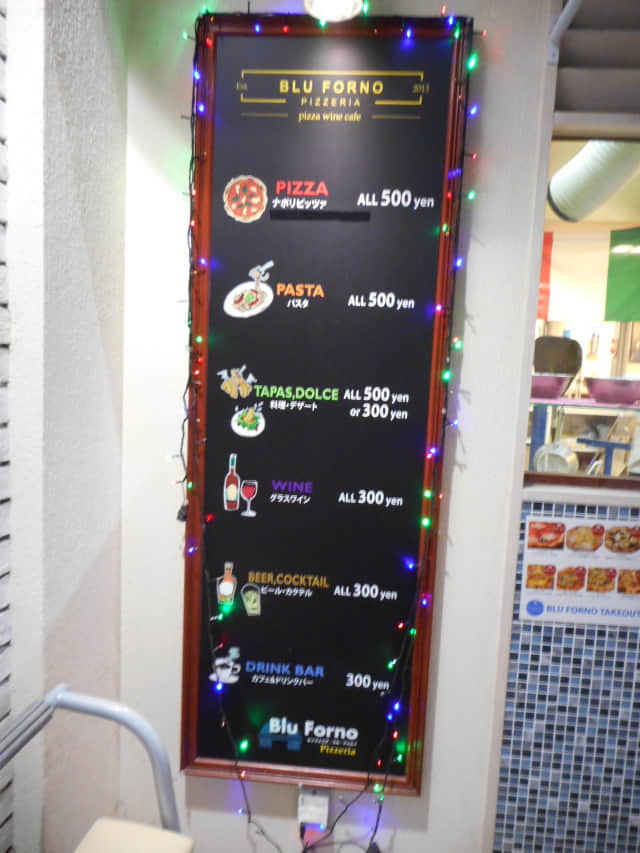 Est. BLU FORNO 2013
PIZZERIA
pizza wine cafe
PIZZA ALL 500 yen
ナポリピッツァ
PASTA ALL 500 yen
パスタ
TAPAS,DOLCE ALL 500 yen
料理・デザート or 300 yen
WINE ALL 300 yen
グラスワイン
BEER,COCKTAIL ALL 300 yen
ビール・カクテル
DRINK BAR 300 yen
カフェ&ドリンクバー
Blu Forno
Pizzeria
BLU FORNO TAKEOUT